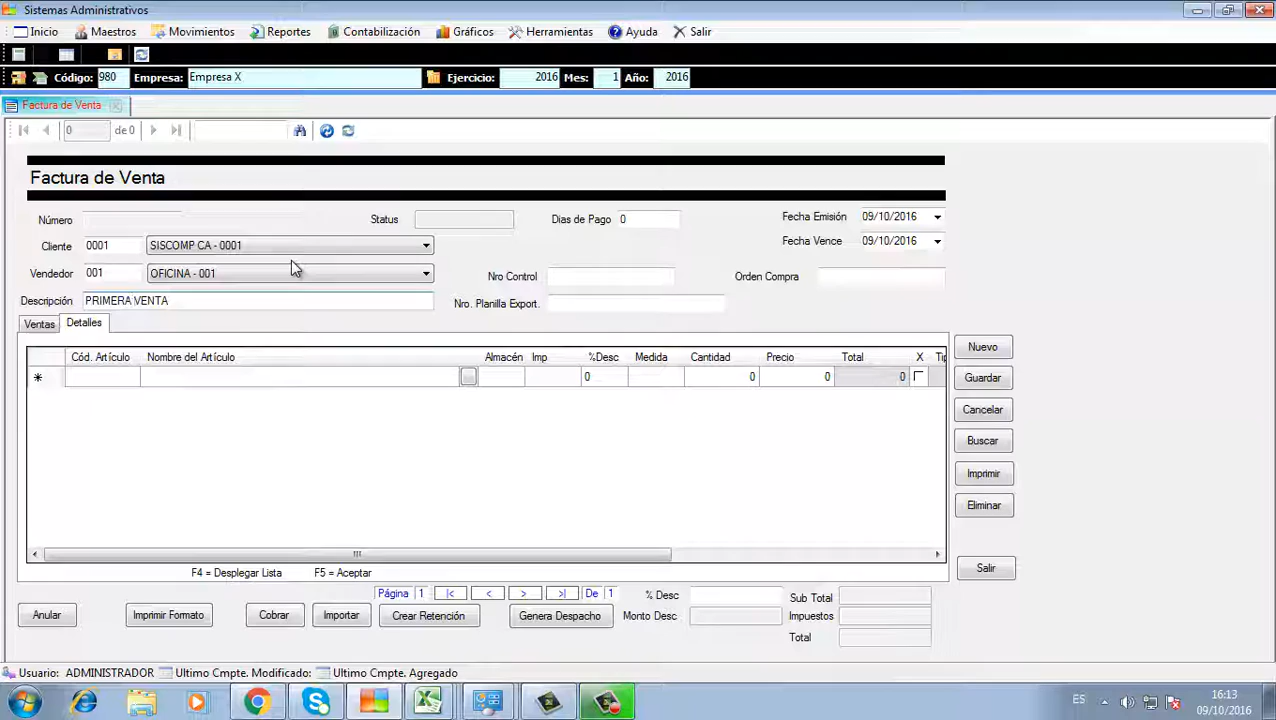 Sistemas Administrativos
Inicio Maestros Movimientos Reportes Contabilización Gráficos Herramientas Ayuda Salir
Código: 980 Empresa: Empresa X Ejercicio: 2016 Mes: 1 Año: 2016
Factura de Venta
0 de 0
Factura de Venta
Número Status Dias de Pago 0 Fecha Emisión 09/10/2016
Cliente 0001 SISCOMP CA - 0001 Fecha Vence 09/10/2016
Vendedor 001 OFICINA - 001 Nro Control Orden Compra
Descripción PRIMERA VENTA Nro. Planilla Export.
Ventas Detalles
Cód. Artículo Nombre del Artículo Almacén Imp %Desc Medida Cantidad Precio Total X Tip
0 0 0 0
Nuevo
Guardar
Cancelar
Buscar
Imprimir
Eliminar
Salir
F4 = Desplegar Lista F5 = Aceptar
Página 1 |< < > >| De 1 % Desc Sub Total
Anular Imprimir Formato Cobrar Importar Crear Retención Genera Despacho Monto Desc Impuestos
Total
Usuario: ADMINISTRADOR Ultimo Cmpte. Modificado: Ultimo Cmpte. Agregado
ES 16:13
09/10/2016